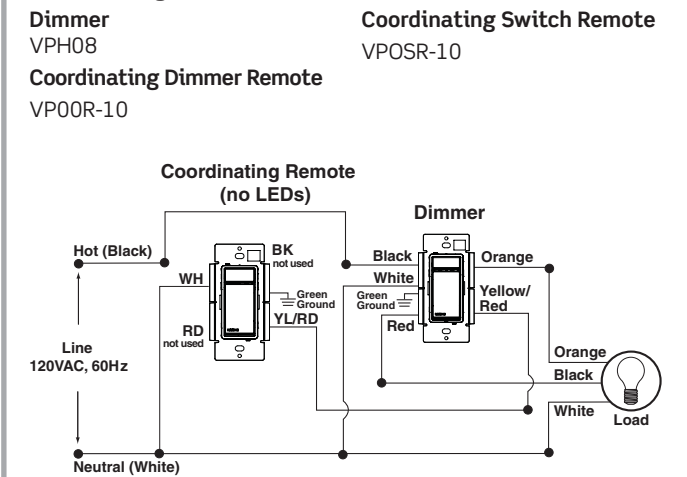 Dimmer
VPH08
Coordinating Switch Remote
VPOSR-10
Coordinating Dimmer Remote
VP00R-10
Coordinating Remote
(no LEDs)
Dimmer
Hot (Black)
BK
not used
WH
Green
Ground
YL/RD
RD
not used
Black
White
Green
Ground
Red
Orange
Yellow/
Red
Line
120VAC, 60Hz
Orange
Black
White
Load
Neutral (White)